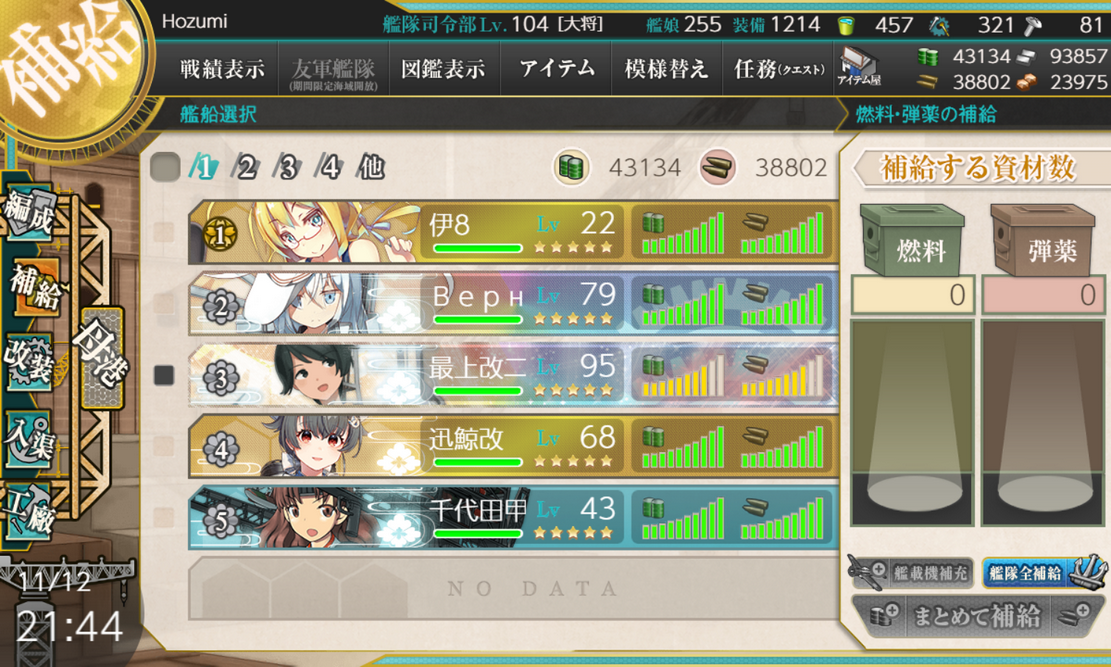 補給
Hozumi
艦隊司令部Lv.104 [大将]
艦娘 255 装備 1214 457 321 81
戦績表示
友軍艦隊
(期間限定海域開放)
図鑑表示
アイテム
模様替え
任務(クエスト)
アイテム屋
43134 93857
38802 23975
艦船選択
燃料・弾薬の補給
1 2 3 4 他
43134 38802
補給する資材数
編成
補給
改装
入渠
工廠
母港
1 伊8 Lv 22
2 Верн Lv 79
3 最上改二 Lv 95
4 迅鯨改 Lv 68
5 千代田甲 Lv 43
NO DATA
燃料
0
弾薬
0
艦載機補充
艦隊全補給
まとめて補給
11/12
21:44